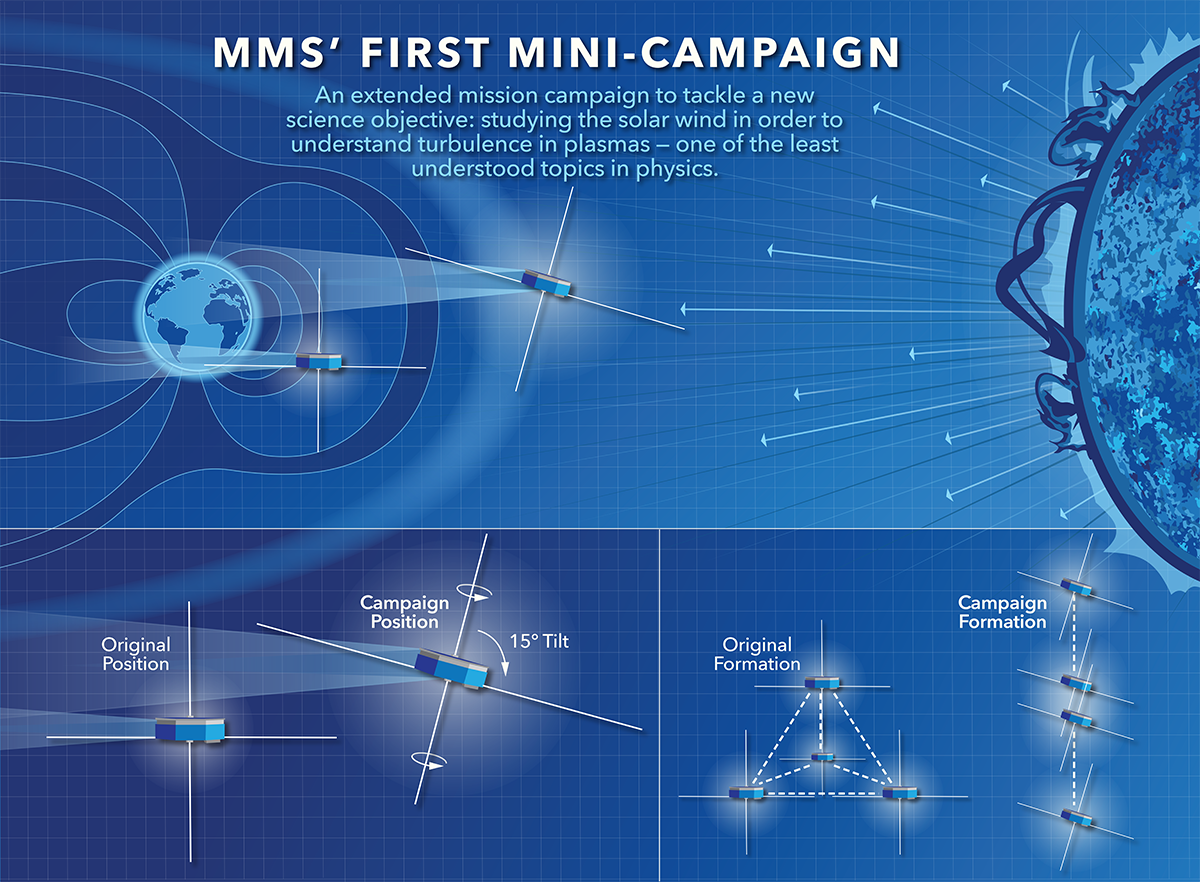 MMS’ FIRST MINI-CAMPAIGN
An extended mission campaign to tackle a new
science objective: studying the solar wind in order to
understand turbulence in plasmas – one of the least
understood topics in physics.
Original
Position
Campaign
Position
15° Tilt
Original
Formation
Campaign
Formation